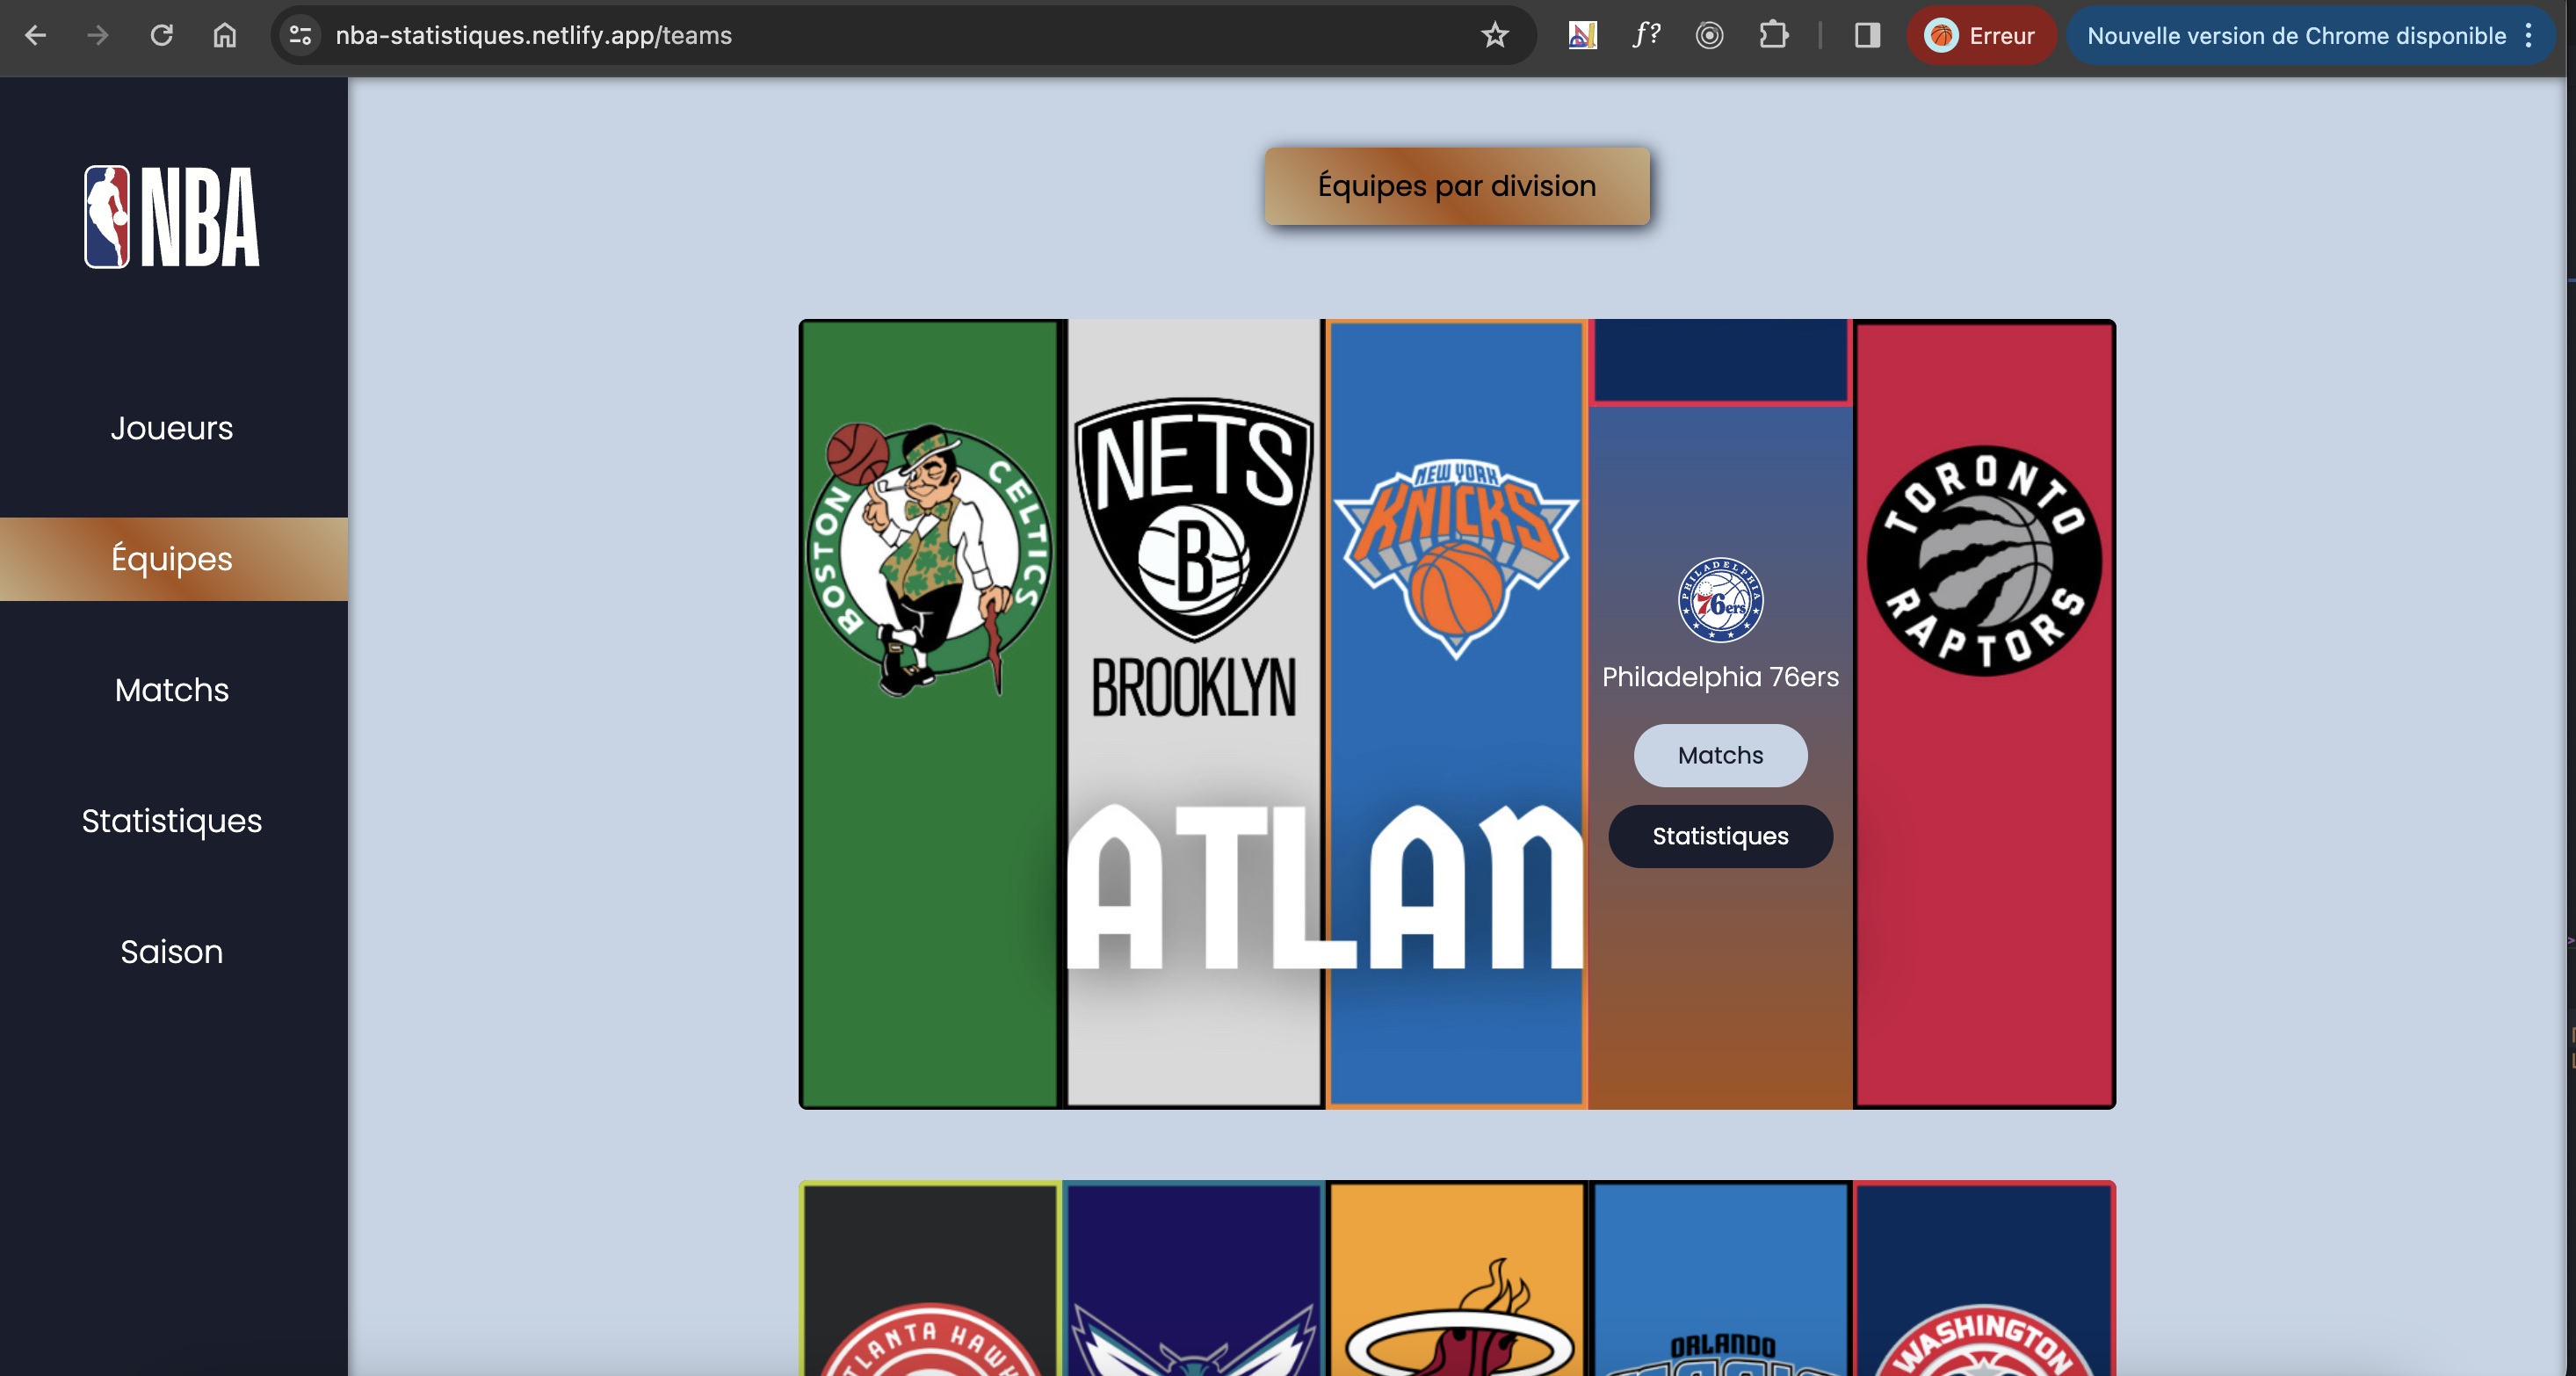 nba-statistiques.netlify.app/teams
f?
Erreur
Nouvelle version de Chrome disponible
NBA
Joueurs
Équipes
Matchs
Statistiques
Saison
Équipes par division
BOSTON CELTICS
NETS
B
BROOKLYN
NEW YORK
KNICKS
PHILADELPHIA
76ers
Philadelphia 76ers
Matchs
Statistiques
TORONTO
RAPTORS
ATLAN
ATLANTA HAWK
ORLANDO
WASHINGTON